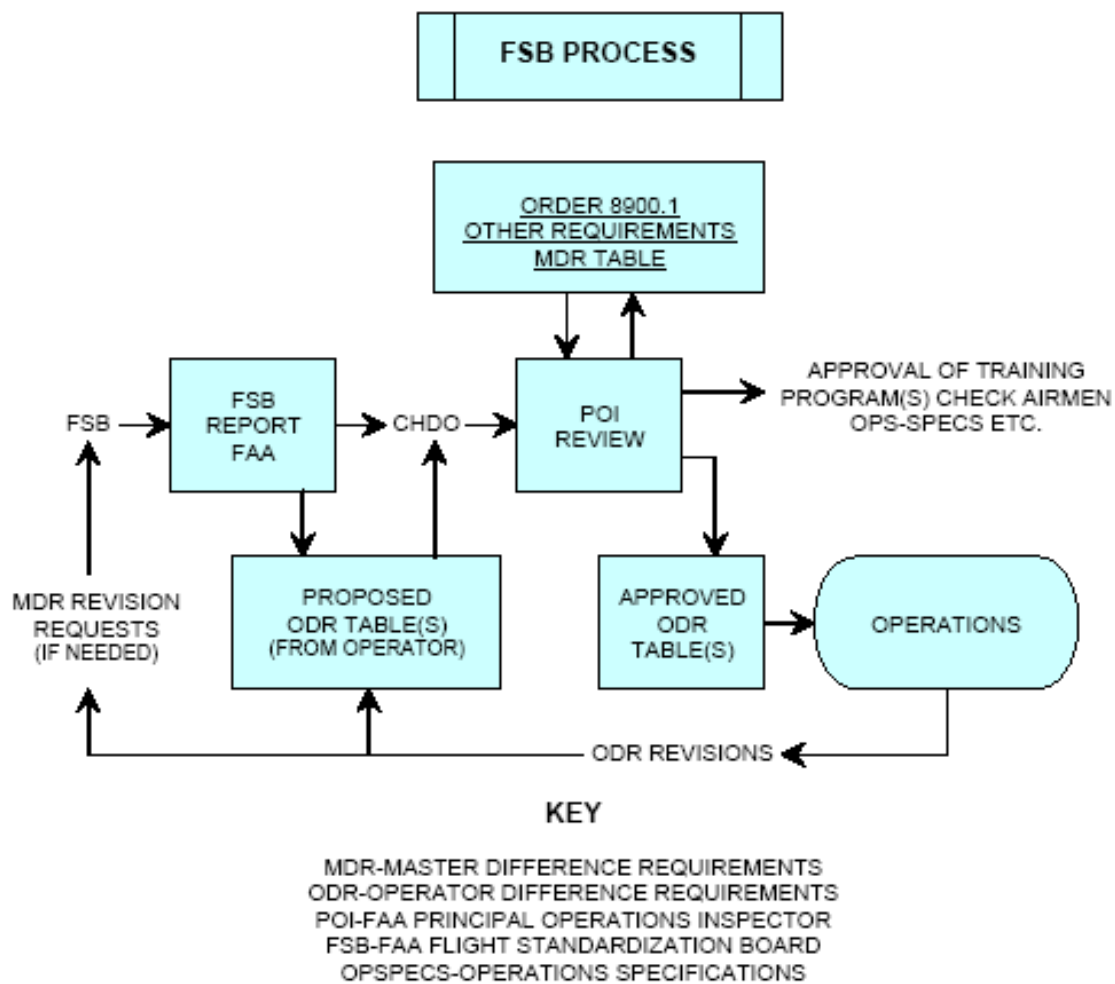 FSB PROCESS
ORDER 8900.1
OTHER REQUIREMENTS
MDR TABLE
FSB
FSB
REPORT
FAA
CHDO
POI
REVIEW
APPROVAL OF TRAINING
PROGRAM(S) CHECK AIRMEN
OPS-SPECS ETC.
MDR REVISION
REQUESTS
(IF NEEDED)
PROPOSED
ODR TABLE(S)
(FROM OPERATOR)
APPROVED
ODR
TABLE(S)
OPERATIONS
ODR REVISIONS
KEY
MDR-MASTER DIFFERENCE REQUIREMENTS
ODR-OPERATOR DIFFERENCE REQUIREMENTS
POI-FAA PRINCIPAL OPERATIONS INSPECTOR
FSB-FAA FLIGHT STANDARDIZATION BOARD
OPSPECS-OPERATIONS SPECIFICATIONS